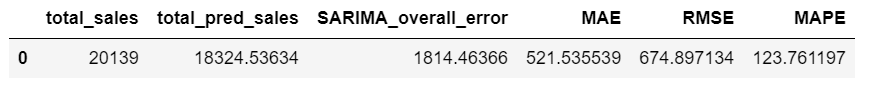 total_sales total_pred_sales SARIMA_overall_error MAE RMSE MAPE
0 20139 18324.53634 1814.46366 521.535539 674.897134 123.761197